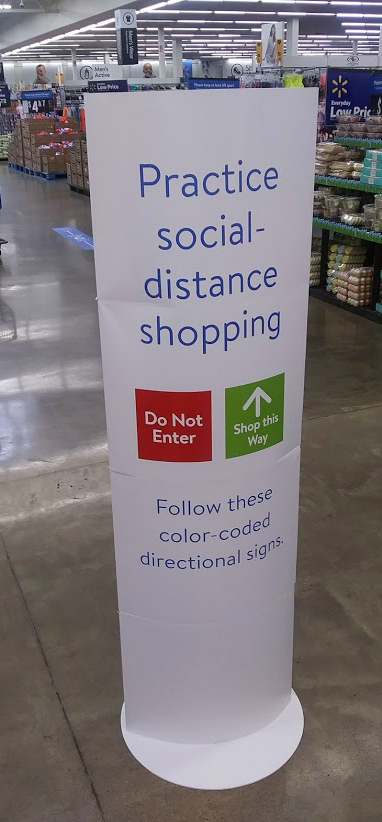 Men's
Active
Low Price
Everyday
Low Price
Practice
social-
distance
shopping
Do Not
Enter
Shop this
Way
Follow these
color-coded
directional signs.